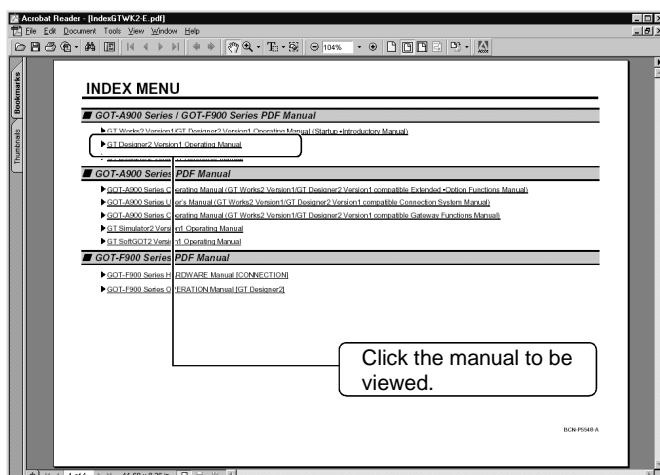 Acrobat Reader - [IndexGTWK2-E.pdf]
File Edit Document Tools View Window Help
104%
Bookmarks
Thumbnails
INDEX MENU
GOT-A900 Series / GOT-F900 Series PDF Manual
GT Works2 Version1/GT Designer2 Version1 Operating Manual (Startup •Introductory Manual)
GT Designer2 Version1 Operating Manual
GOT-A900 Series PDF Manual
GOT-A900 Series Operating Manual (GT Works2 Version1/GT Designer2 Version1 compatible Extended •Option Functions Manual)
GOT-A900 Series User's Manual (GT Works2 Version1/GT Designer2 Version1 compatible Connection System Manual)
GOT-A900 Series Operating Manual (GT Works2 Version1/GT Designer2 Version1 compatible Gateway Functions Manual)
GT Simulator2 Version1 Operating Manual
GT SoftGOT2 Version1 Operating Manual
GOT-F900 Series PDF Manual
GOT-F900 Series HARDWARE Manual [CONNECTION]
GOT-F900 Series OPERATION Manual [GT Designer2]
Click the manual to be
viewed.
BCN-P5548-A